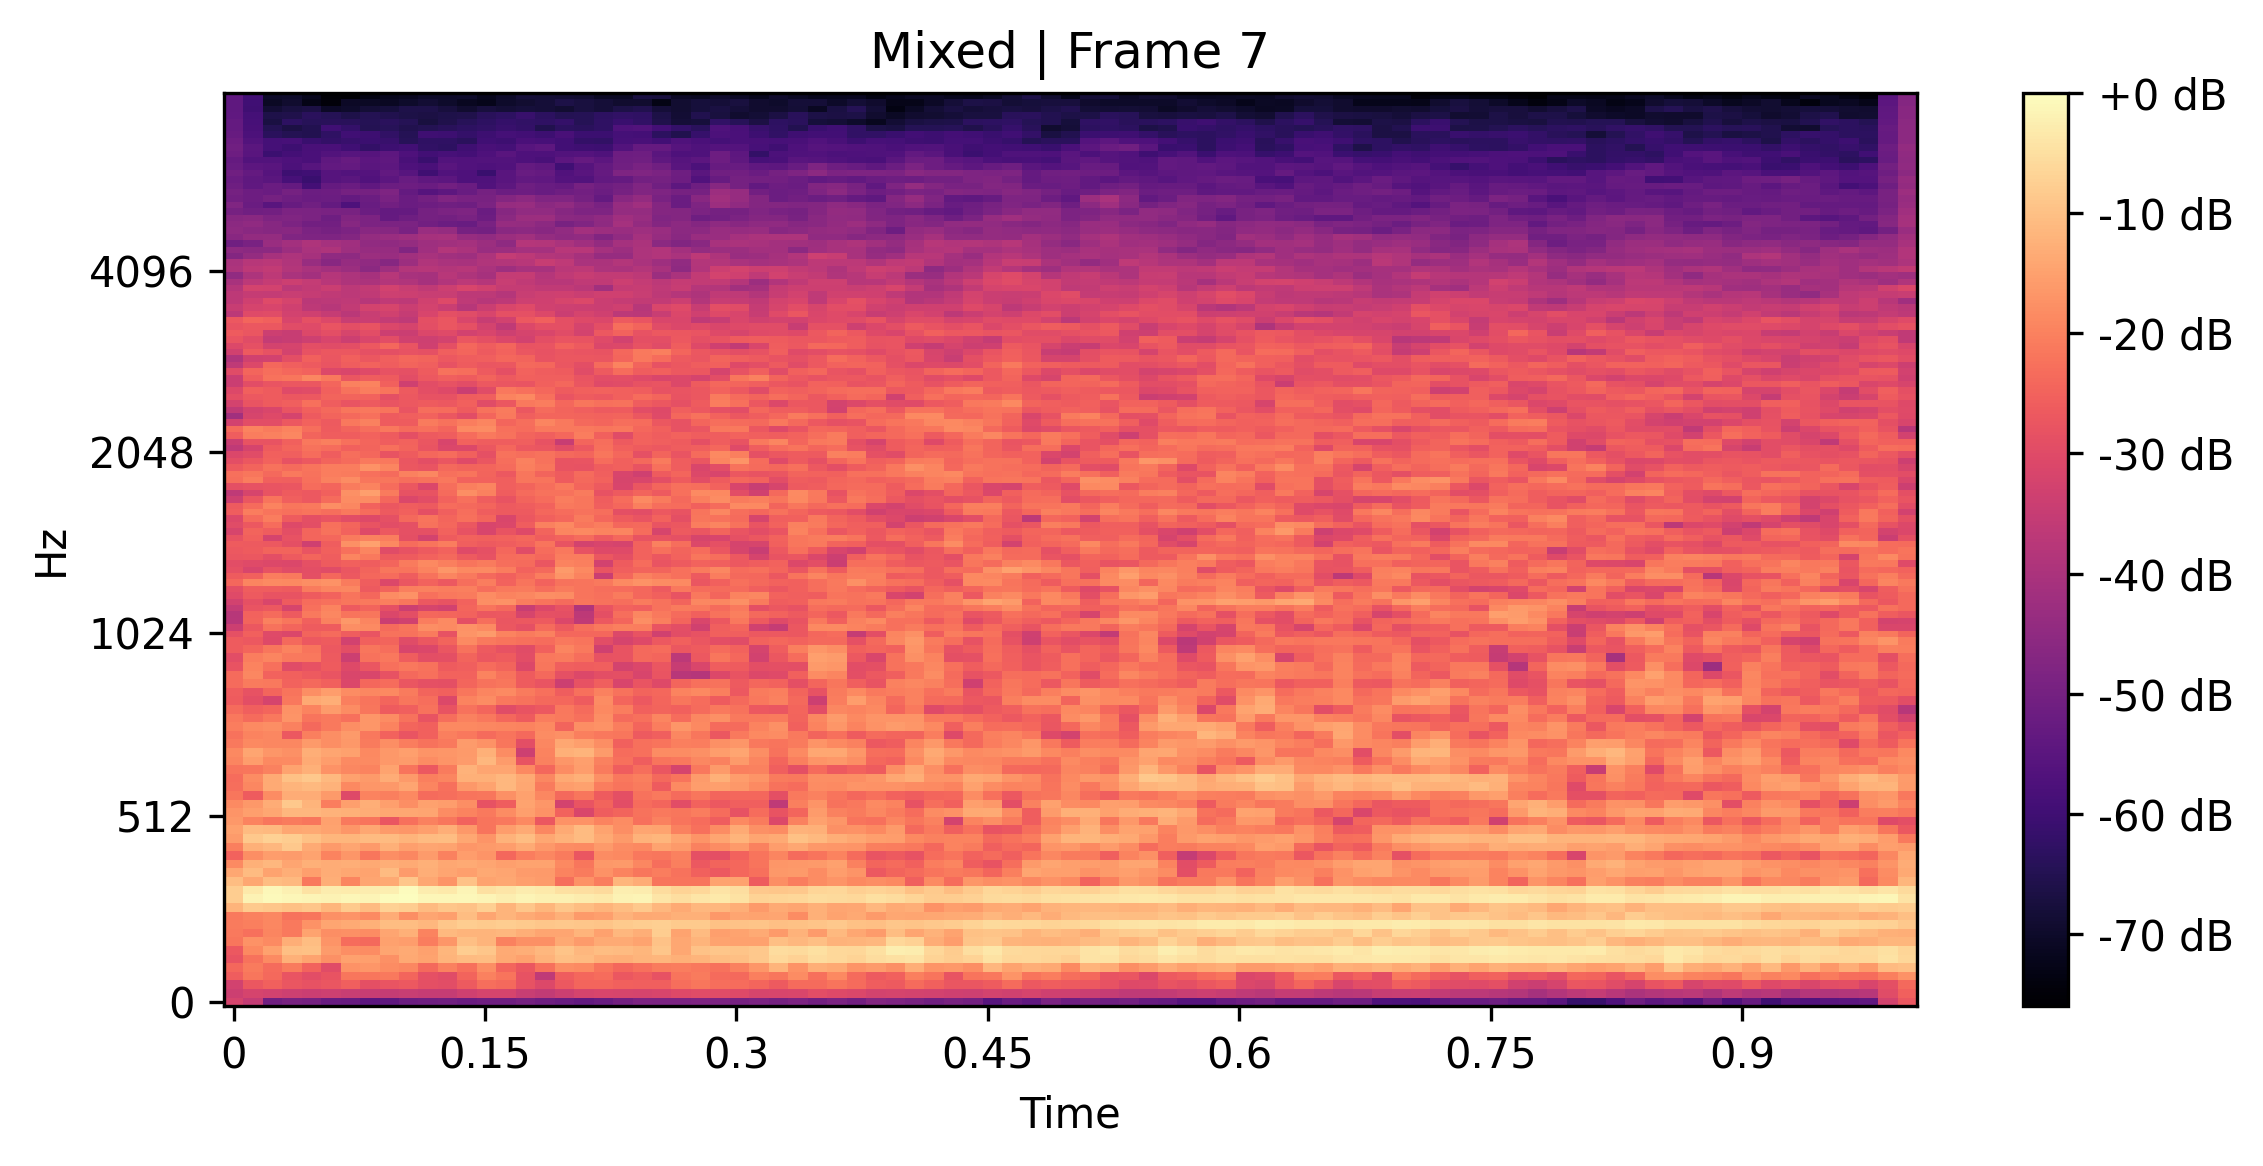 Mixed | Frame 7
+0 dB
-10 dB
-20 dB
-30 dB
-40 dB
-50 dB
-60 dB
-70 dB
Hz
4096
2048
1024
512
0
0 0.15 0.3 0.45 0.6 0.75 0.9
Time